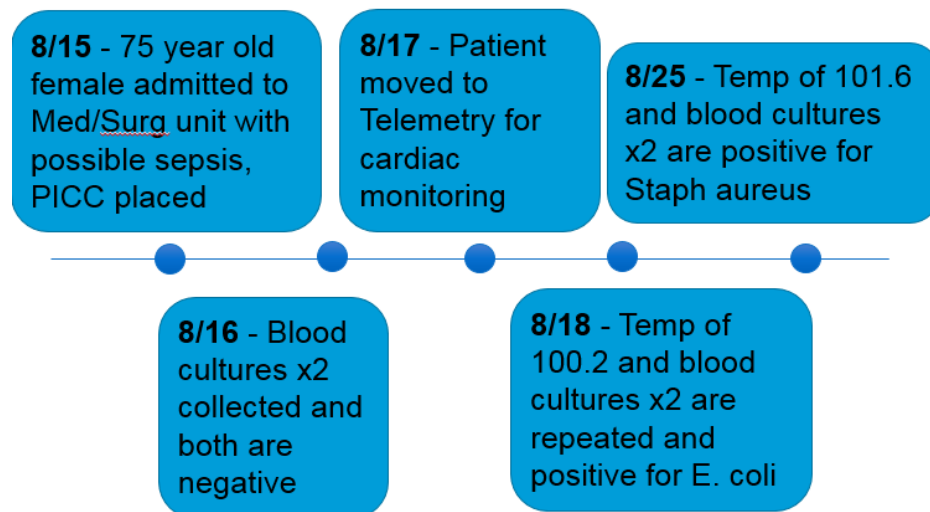 8/15 - 75 year old
female admitted to
Med/Surg unit with
possible sepsis,
PICC placed
8/16 - Blood
cultures x2
collected and
both are
negative
8/17 - Patient
moved to
Telemetry for
cardiac
monitoring
8/18 - Temp of
100.2 and blood
cultures x2 are
repeated and
positive for E. coli
8/25 - Temp of 101.6
and blood cultures
x2 are positive for
Staph aureus